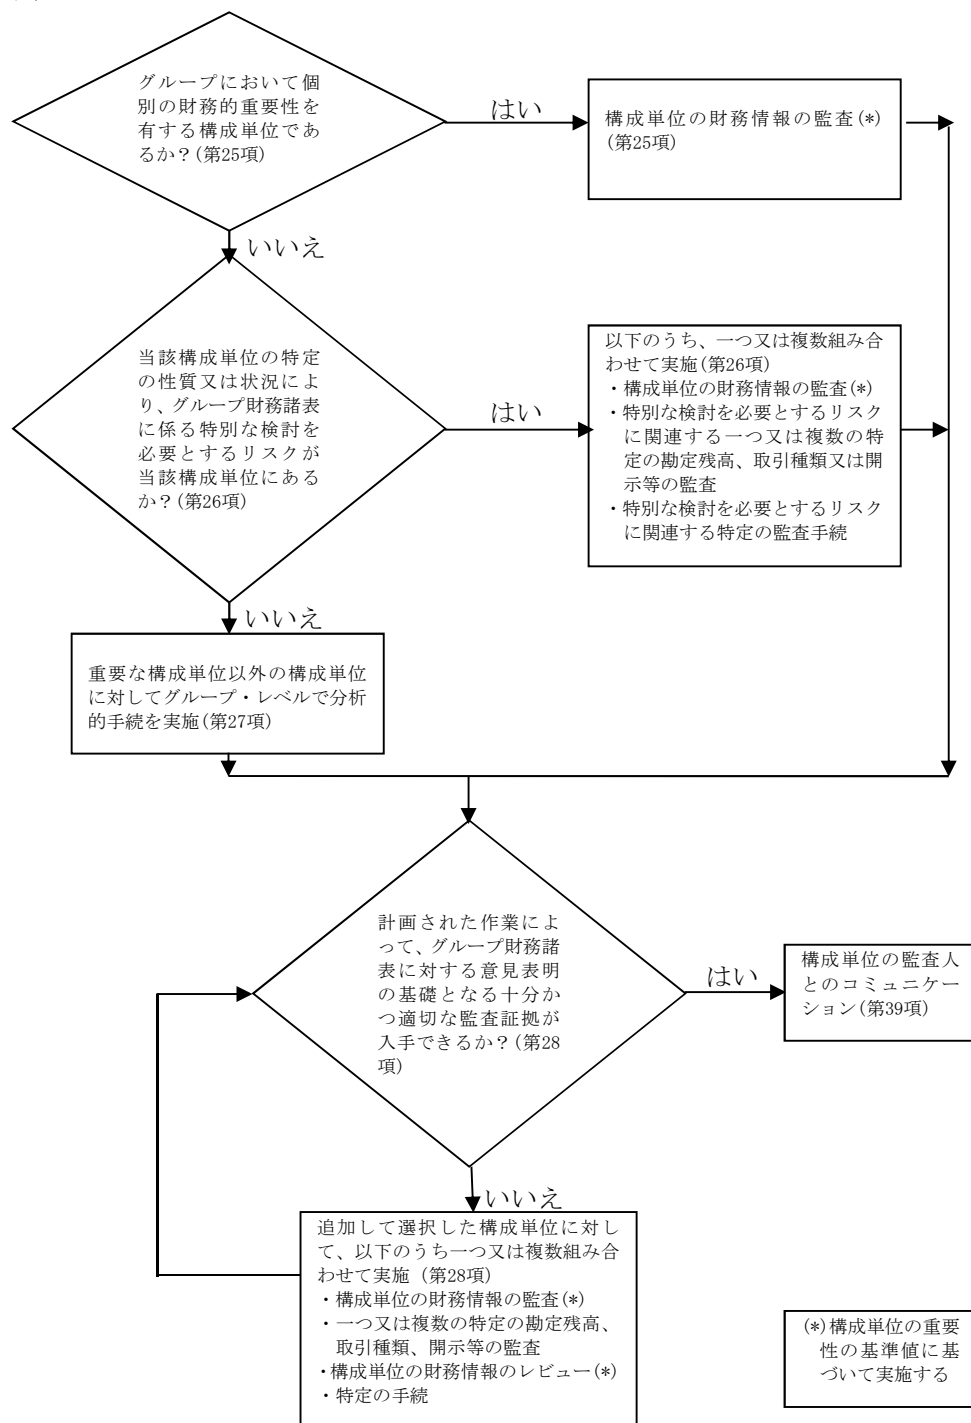 グループにおいて個
別の財務的重要性を
有する構成単位であ
るか？(第25項)
はい
構成単位の財務情報の監査(*)
(第25項)
いいえ
当該構成単位の特定
の性質又は状況によ
り、グループ財務諸表
に係る特別な検討を
必要とするリスクが
当該構成単位にある
か？(第26項)
はい
以下のうち、一つ又は複数組み合
わせて実施(第26項)
・構成単位の財務情報の監査(*)
・特別な検討を必要とするリスク
に関連する一つ又は複数の特
定の勘定残高、取引種類又は開
示等の監査
・特別な検討を必要とするリスク
に関連する特定の監査手続
いいえ
重要な構成単位以外の構成単位
に対してグループ・レベルで分析
的手続を実施(第27項)
計画された作業によ
って、グループ財務諸
表に対する意見表明
の基礎となる十分か
つ適切な監査証拠が
入手できるか？(第28
項)
はい
構成単位の監査人
とのコミュニケー
ション(第39項)
いいえ
追加して選択した構成単位に対し
て、以下のうち一つ又は複数組み合
わせて実施 (第28項)
・構成単位の財務情報の監査(*)
・一つ又は複数の特定の勘定残高、
取引種類、開示等の監査
・構成単位の財務情報のレビュー(*)
・特定の手続
(*)構成単位の重要
性の基準値に基
づいて実施する